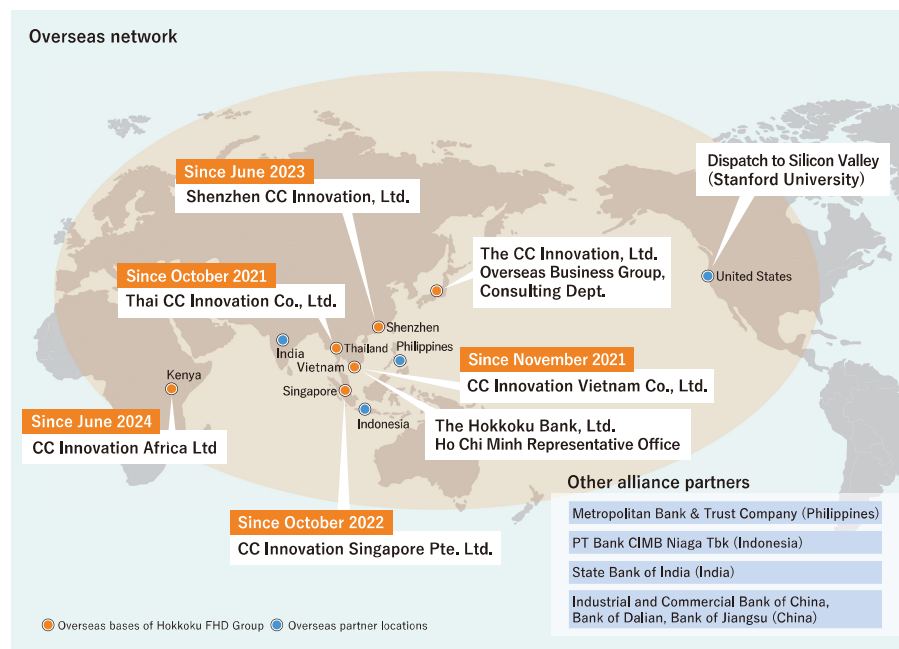 Overseas network
Since June 2023
Shenzhen CC Innovation, Ltd.
Dispatch to Silicon Valley
(Stanford University)
Since October 2021
Thai CC Innovation Co., Ltd.
The CC Innovation, Ltd.
Overseas Business Group,
Consulting Dept.
United States
Shenzhen
India
Thailand
Philippines
Vietnam
Since November 2021
CC Innovation Vietnam Co., Ltd.
Kenya
Singapore
Indonesia
Since June 2024
CC Innovation Africa Ltd
The Hokkoku Bank, Ltd.
Ho Chi Minh Representative Office
Since October 2022
CC Innovation Singapore Pte. Ltd.
Other alliance partners
Metropolitan Bank & Trust Company (Philippines)
PT Bank CIMB Niaga Tbk (Indonesia)
State Bank of India (India)
Industrial and Commercial Bank of China,
Bank of Dalian, Bank of Jiangsu (China)
Overseas bases of Hokkoku FHD Group
Overseas partner locations